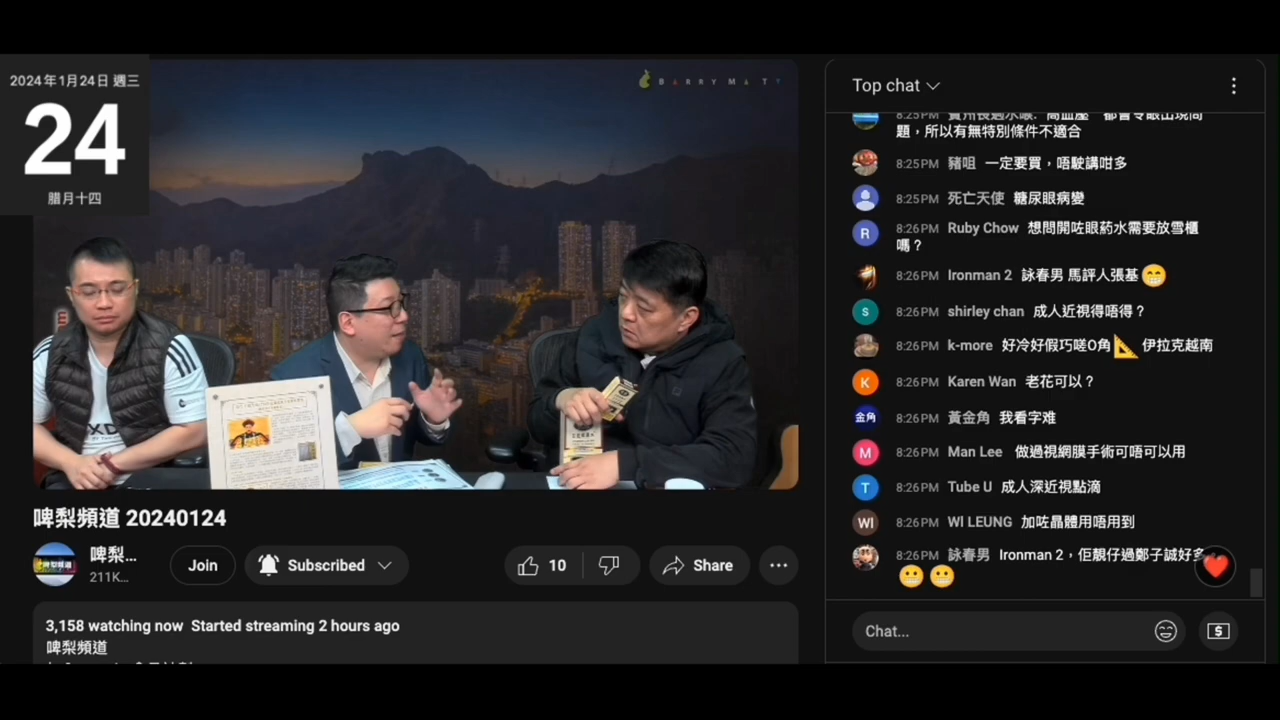 2024年1月24日 週三
24
臘月十四
BARRY MA TY
啤梨頻道 20240124
啤梨...
211K...
Join
Subscribed
10
Share
3,158 watching now Started streaming 2 hours ago
啤梨頻道
Top chat
題，所以有無特別條件不適合
8:25PM 豬咀 一定要買，唔駛講咁多
8:25PM 死亡天使 糖尿眼病變
8:26PM Ruby Chow 想問開咗眼葯水需要放雪櫃
嗎？
8:26PM Ironman 2 詠春男 馬評人張基😁
8:26PM shirley chan 成人近視得唔得？
8:26PM k-more 好冷好假巧嗟O角📐 伊拉克越南
8:26PM Karen Wan 老花可以？
8:26PM 黃金角 我看字难
8:26PM Man Lee 做過視網膜手術可唔可以用
8:26PM Tube U 成人深近視點滴
8:26PM WI LEUNG 加咗晶體用唔用到
8:26PM 詠春男 Ironman 2，佢靚仔過鄭子誠好多
😬 😬
Chat...